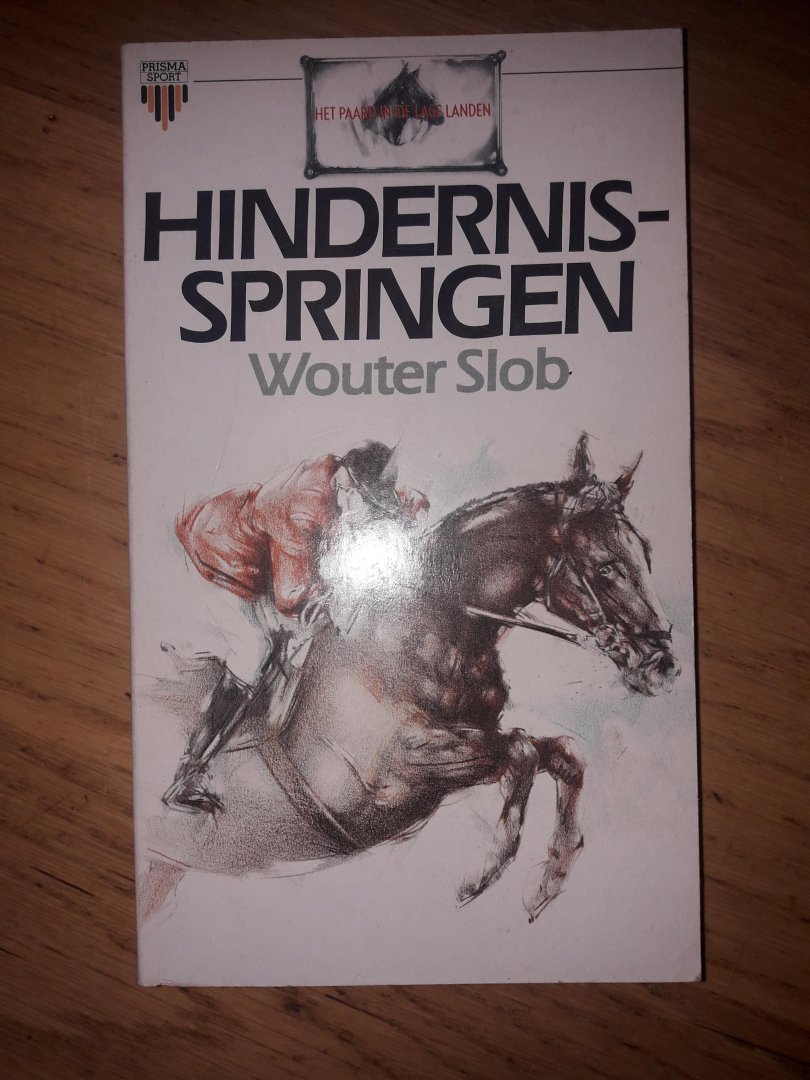 PRISMA
SPORT
HET PAARD IN DE LAGE LANDEN
HINDERNIS-
SPRINGEN
Wouter Slob